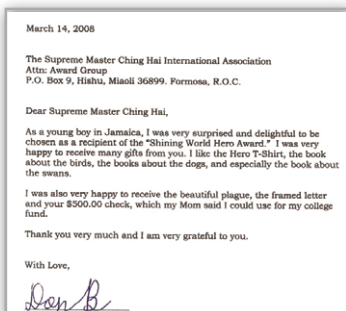 March 14, 2008
The Supreme Master Ching Hai International Association
Attn: Award Group
P.O. Box 9, Hishu, Miaoli 36899. Formosa, R.O.C.
Dear Supreme Master Ching Hai,
As a young boy in Jamaica, I was very surprised and delightful to be
chosen as a recipient of the "Shining World Hero Award." I was very
happy to receive many gifts from you. I like the Hero T-Shirt, the book
about the birds, the books about the dogs, and especially the book about
the swans.
I was also very happy to receive the beautiful plague, the framed letter
and your $500.00 check, which my Mom said I could use for my college
fund.
Thank you very much and I am very grateful to you.
With Love,
Don B